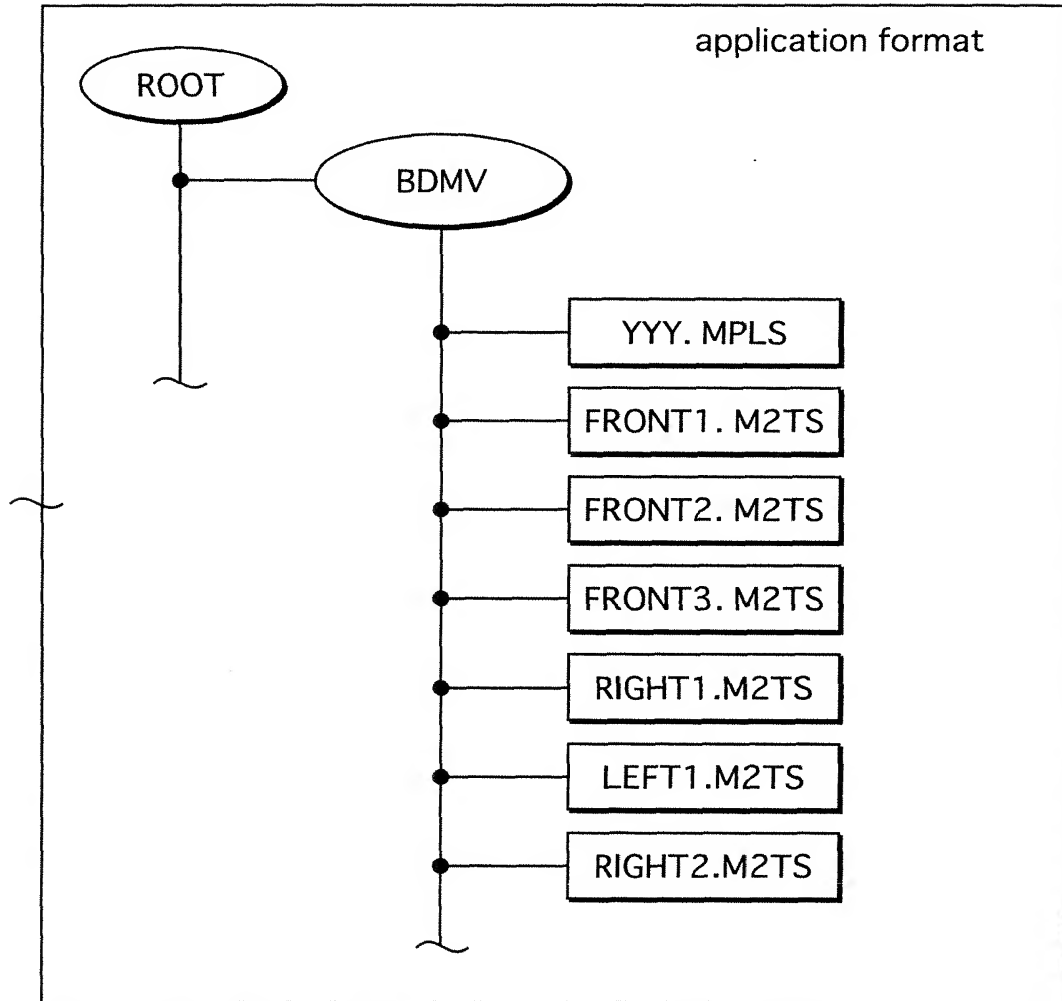 application format
ROOT
BDMV
YYY. MPLS
FRONT1. M2TS
FRONT2. M2TS
FRONT3. M2TS
RIGHT1.M2TS
LEFT1.M2TS
RIGHT2.M2TS